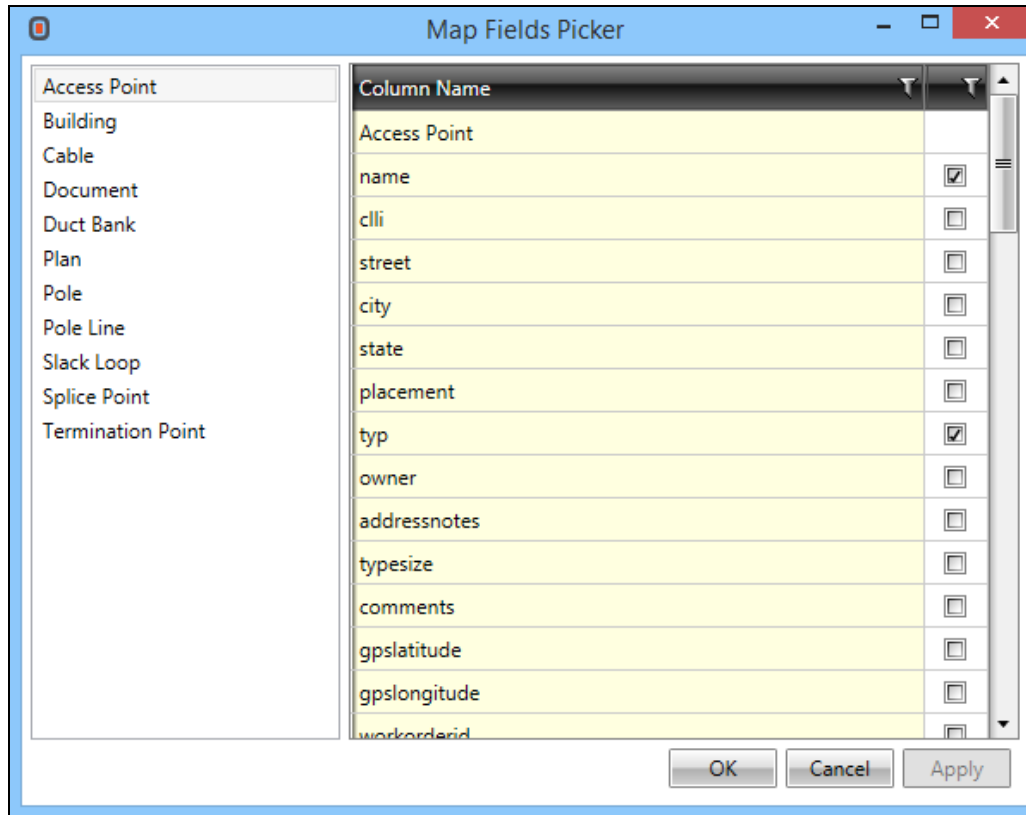 Map Fields Picker
Access Point
Building
Cable
Document
Duct Bank
Plan
Pole
Pole Line
Slack Loop
Splice Point
Termination Point
Column Name
Access Point
name
clli
street
city
state
placement
typ
owner
addressnotes
typesize
comments
gpslatitude
gpslongitude
workorderid
OK
Cancel
Apply